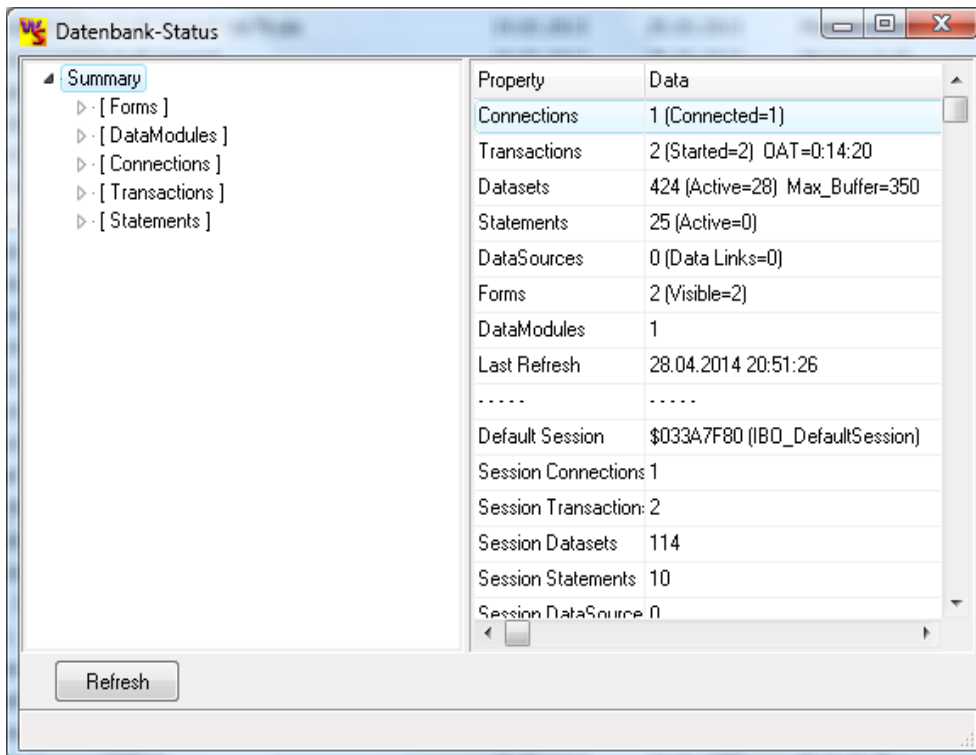 Datenbank-Status
Summary
[ Forms ]
[ DataModules ]
[ Connections ]
[ Transactions ]
[ Statements ]
Property Data
Connections 1 (Connected=1)
Transactions 2 (Started=2) OAT=0:14:20
Datasets 424 (Active=28) Max_Buffer=350
Statements 25 (Active=0)
DataSources 0 (Data Links=0)
Forms 2 (Visible=2)
DataModules 1
Last Refresh 28.04.2014 20:51:26
- - - - - - - - - -
Default Session $033A7F80 (IBO_DefaultSession)
Session Connections 1
Session Transaction: 2
Session Datasets 114
Session Statements 10
Session DataSource 0
Refresh